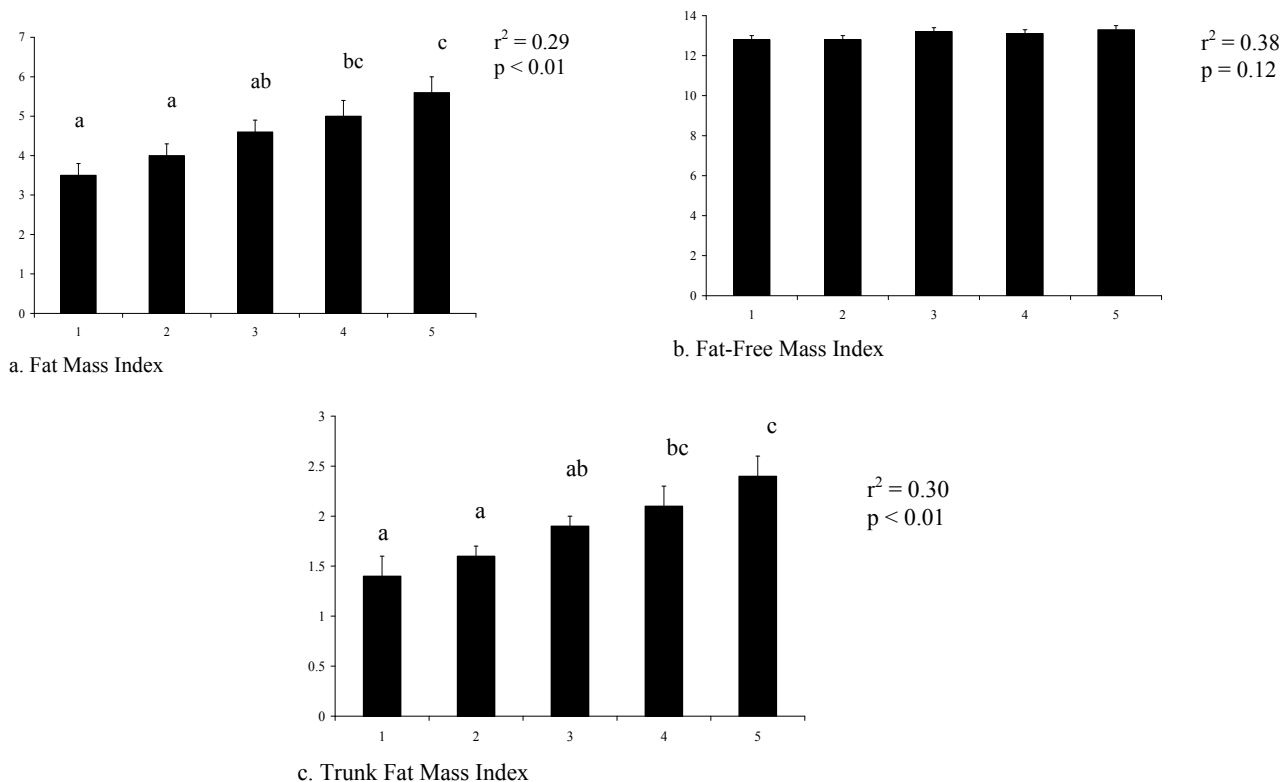 7
6
5
4
3
2
1
0
a
a
ab
bc
c
1 2 3 4 5
r² = 0.29
p < 0.01
a. Fat Mass Index
14
12
10
8
6
4
2
0
1 2 3 4 5
r² = 0.38
p = 0.12
b. Fat-Free Mass Index
3
2.5
2
1.5
1
0.5
0
a
a
ab
bc
c
1 2 3 4 5
r² = 0.30
p < 0.01
c. Trunk Fat Mass Index